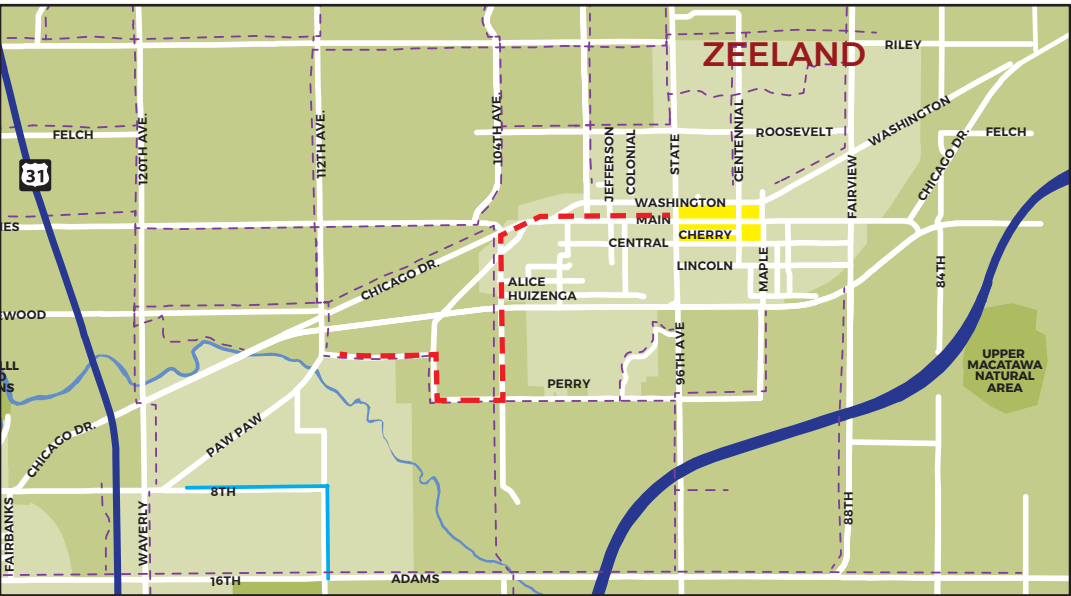 ZEELAND
RILEY
FELCH
120TH AVE.
112TH AVE.
104TH AVE.
JEFFERSON
COLONIAL
STATE
CENTENNIAL
ROOSEVELT
WASHINGTON
CHICAGO DR.
FELCH
31
FAIRVIEW
WASHINGTON
MAIN
CHERRY
CENTRAL
LINCOLN
MAPLE
84TH
ES
CHICAGO DR.
ALICE
HUIZENGA
EWOOD
96TH AVE
PERRY
UPPER
MACATAWA
NATURAL
AREA
LL
D
NS
CHICAGO DR.
PAW PAW
8TH
88TH
FAIRBANKS
WAVERLY
16TH
ADAMS